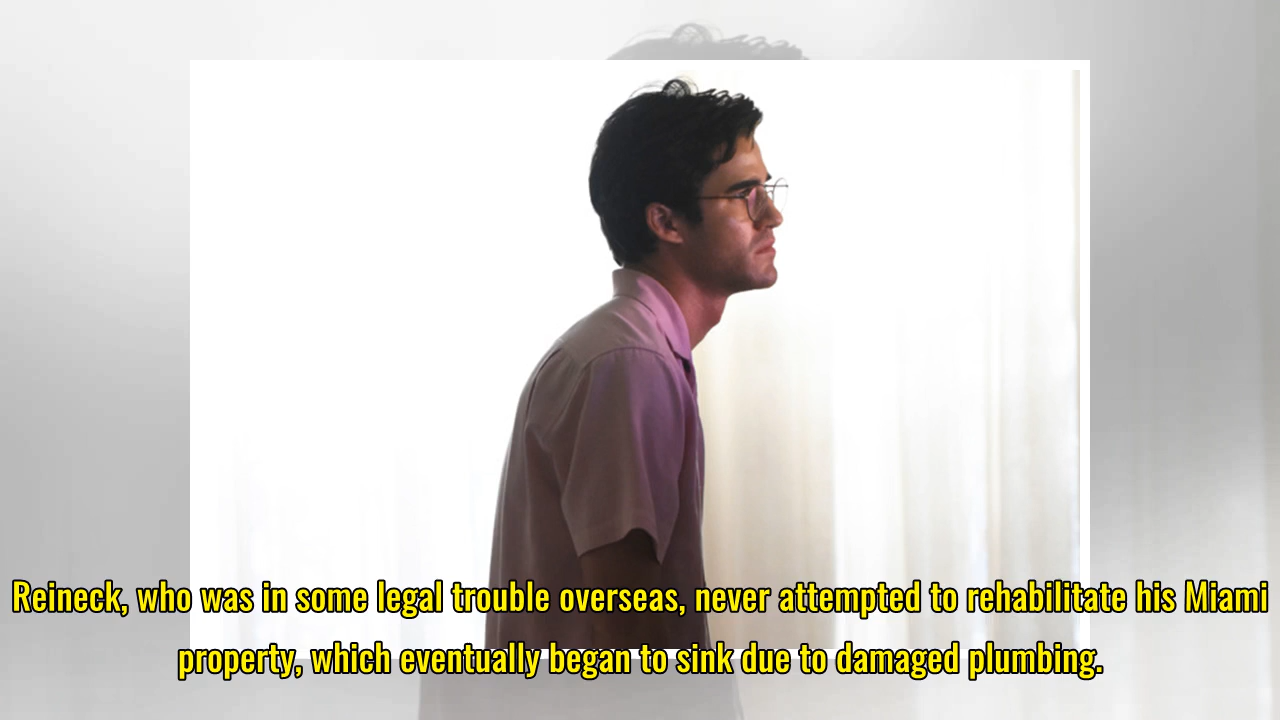 Reineck, who was in some legal trouble overseas, never attempted to rehabilitate his Miami
property, which eventually began to sink due to damaged plumbing.